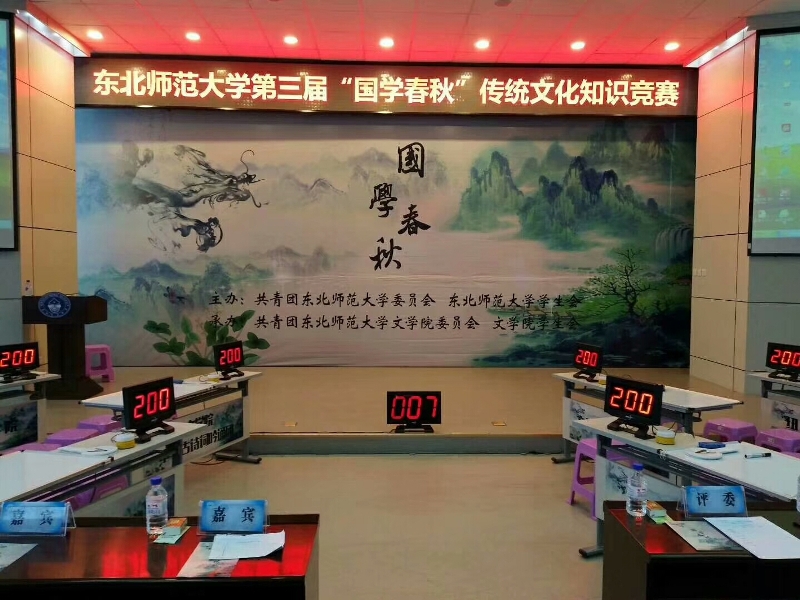 东北师范大学第三届“国学春秋”传统文化知识竞赛
國學春秋
主办：共青团东北师范大学委员会 东北师范大学学生会
承办：共青团东北师范大学文学院委员会 文学院学生会
200
200
200
200
200
200
007
嘉宾
嘉宾
评委